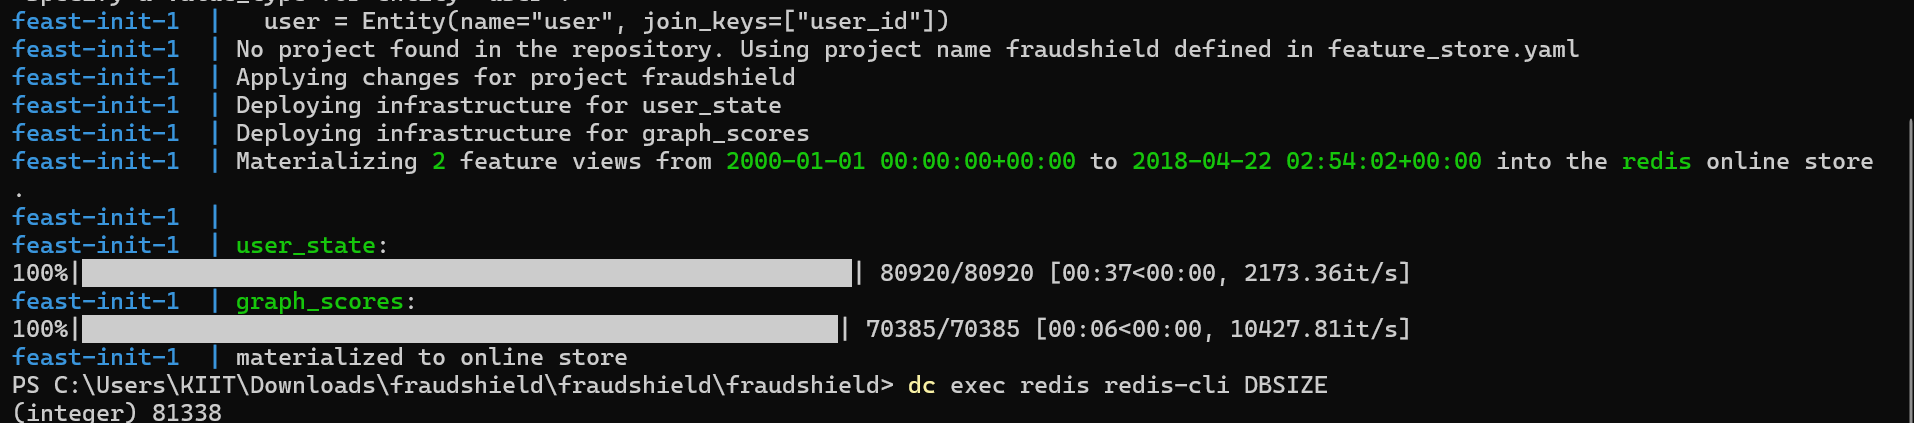 feast-init-1  |   user = Entity(name="user", join_keys=["user_id"])
feast-init-1  | No project found in the repository. Using project name fraudshield defined in feature_store.yaml
feast-init-1  | Applying changes for project fraudshield
feast-init-1  | Deploying infrastructure for user_state
feast-init-1  | Deploying infrastructure for graph_scores
feast-init-1  | Materializing 2 feature views from 2000-01-01 00:00:00+00:00 to 2018-04-22 02:54:02+00:00 into the redis online store
.
feast-init-1  |
feast-init-1  | user_state:
100%|| 80920/80920 [00:37<00:00, 2173.36it/s]
feast-init-1  | graph_scores:
100%|| 70385/70385 [00:06<00:00, 10427.81it/s]
feast-init-1  | materialized to online store
PS C:\Users\KIIT\Downloads\fraudshield\fraudshield\fraudshield> dc exec redis redis-cli DBSIZE
(integer) 81338